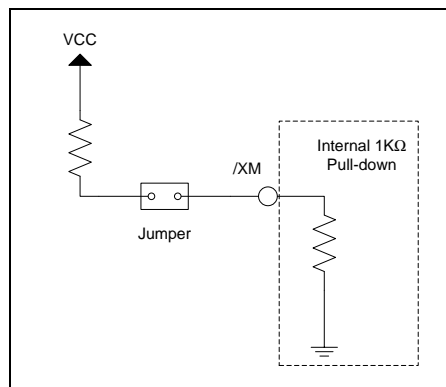 VCC
Internal 1KΩ
Pull-down
/XM
Jumper